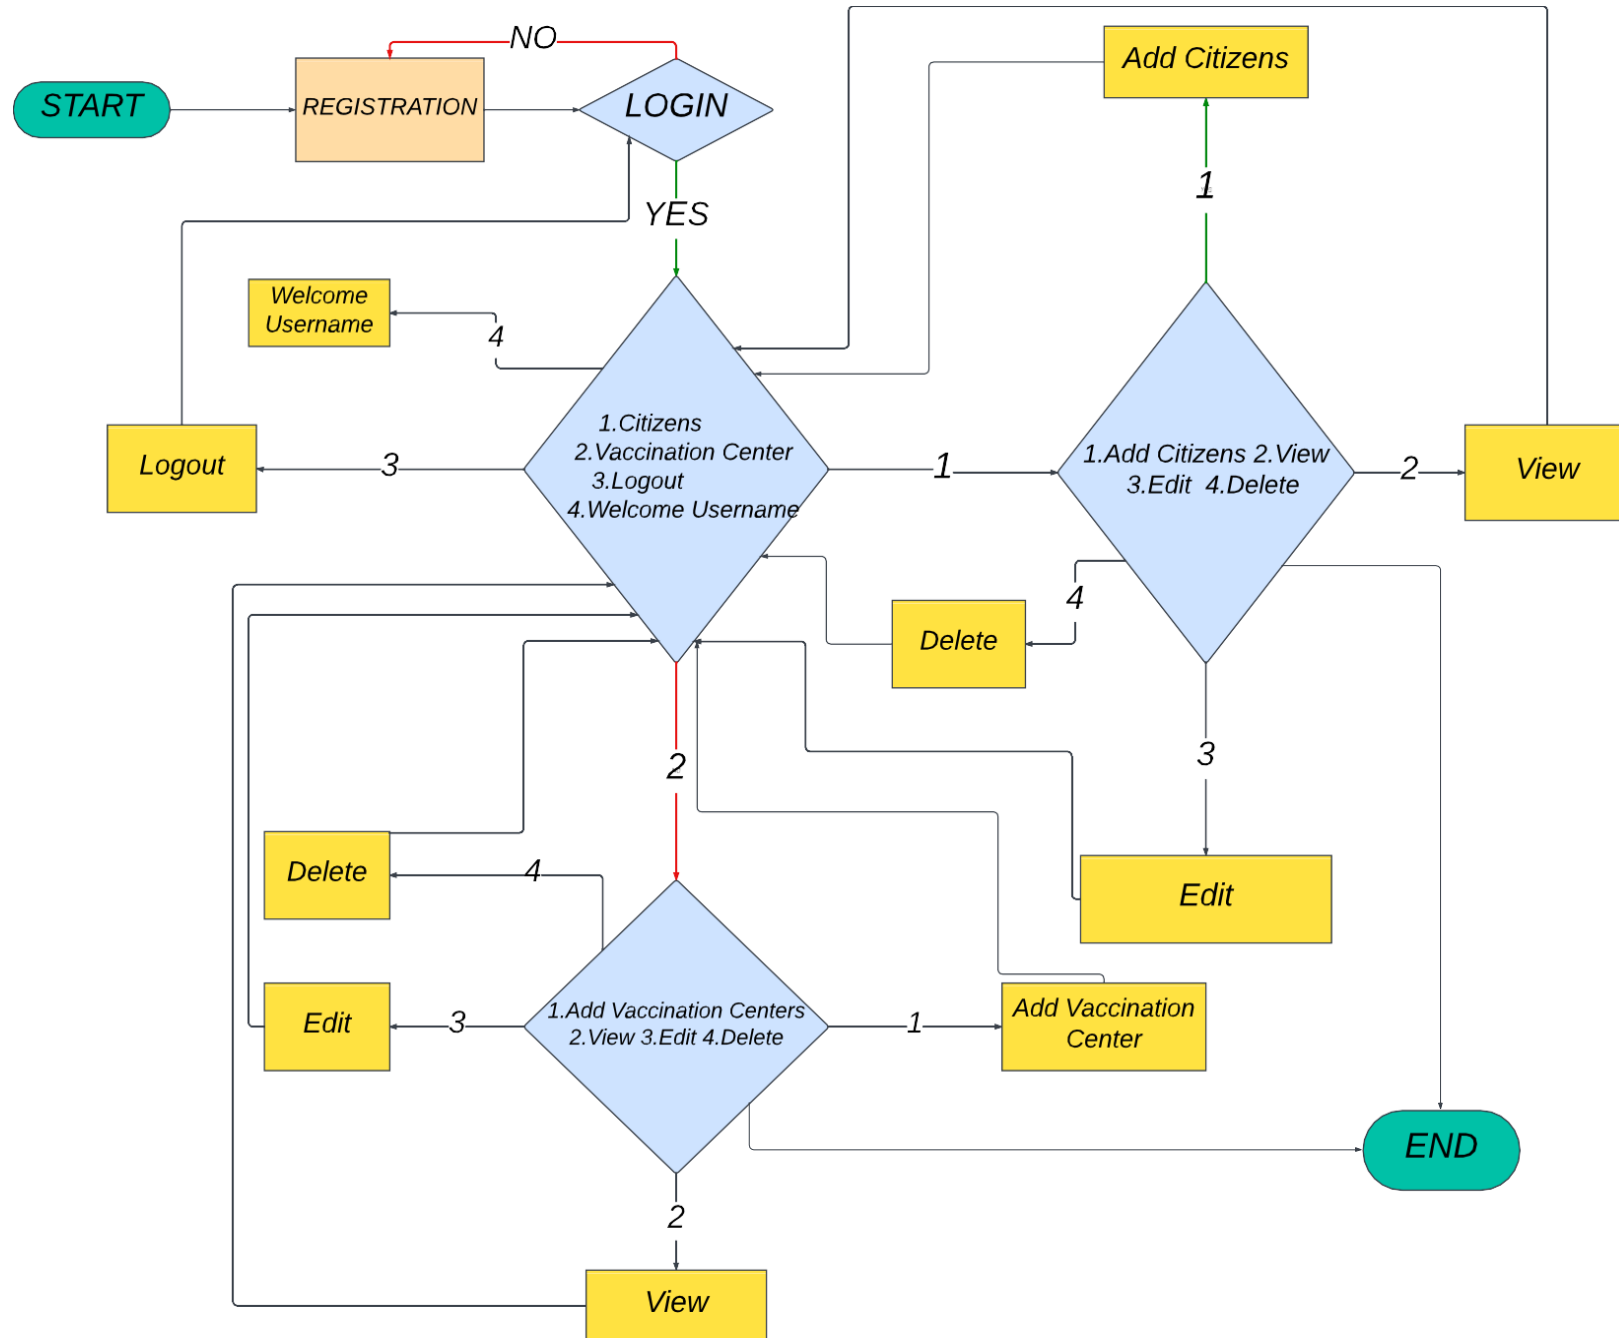 NO
START
REGISTRATION
LOGIN
Add Citizens
YES
1
Welcome
Username
4
1.Citizens
2.Vaccination Center
3.Logout
4.Welcome Username
Logout
3
1
1.Add Citizens 2.View
3.Edit 4.Delete
2
View
4
Delete
3
2
Delete
4
Edit
Edit
3
1.Add Vaccination Centers
2.View 3.Edit 4.Delete
1
Add Vaccination
Center
END
2
View